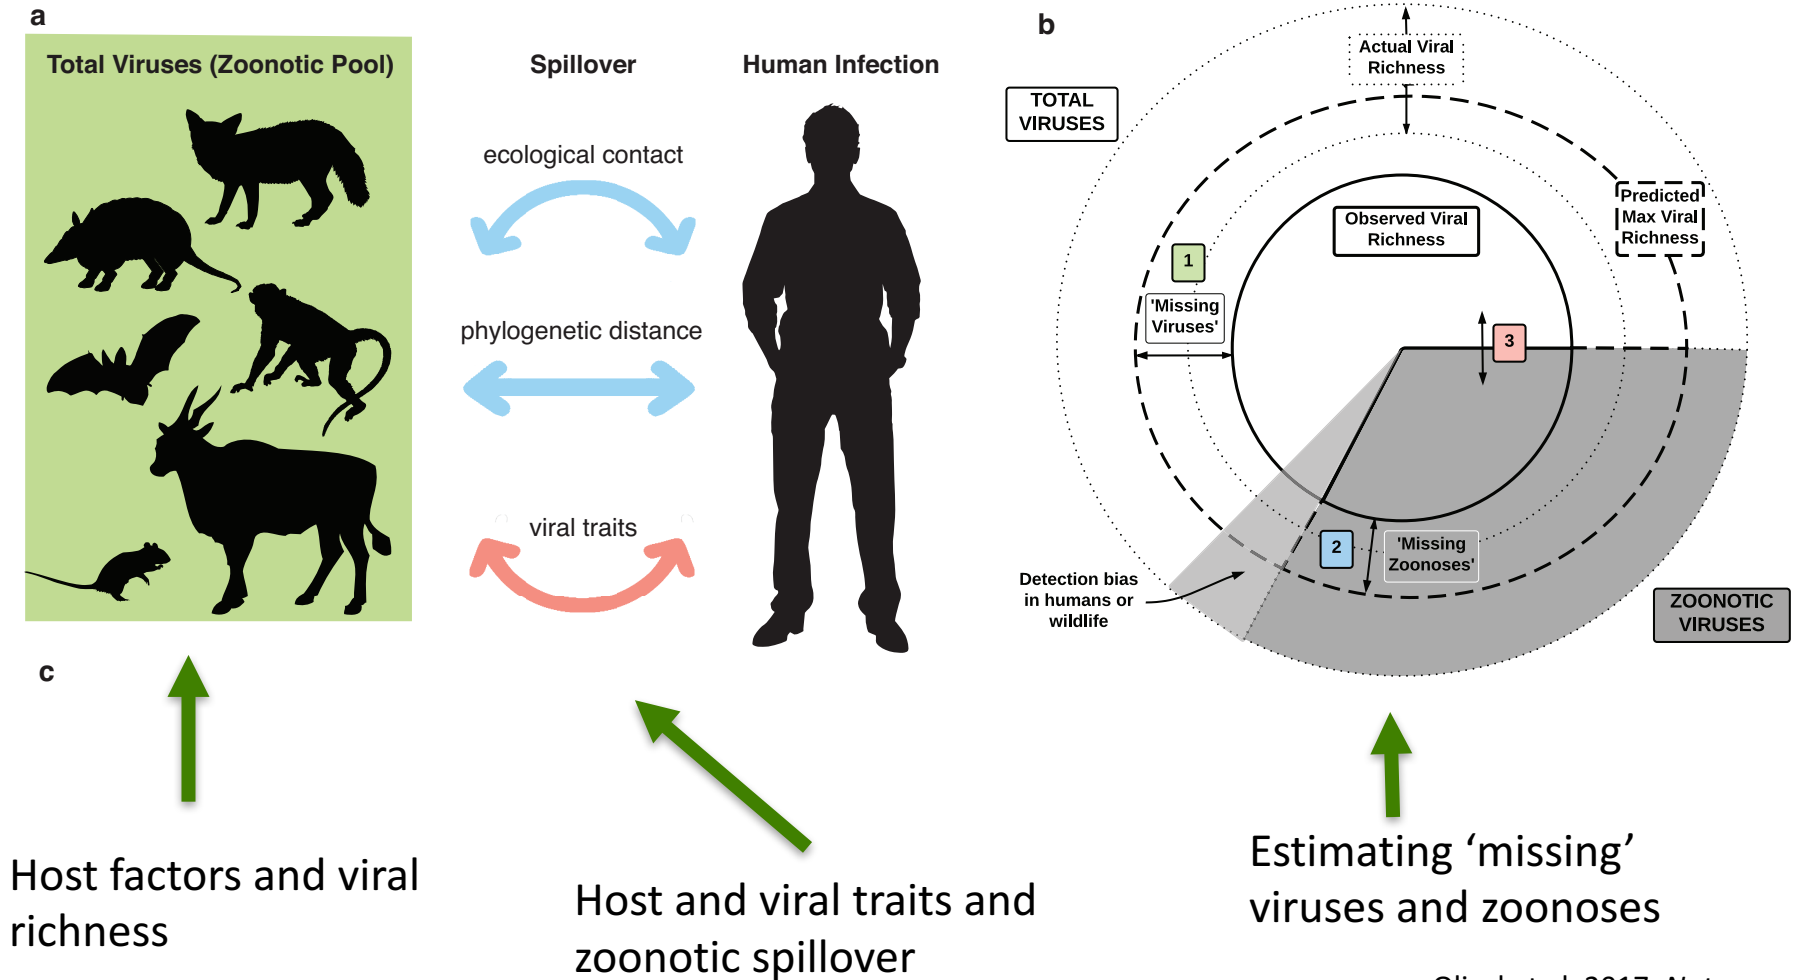 a
Total Viruses (Zoonotic Pool)
Spillover
Human Infection
ecological contact
phylogenetic distance
viral traits
b
Actual Viral
Richness
TOTAL
VIRUSES
Predicted
Max Viral
Richness
Observed Viral
Richness
1
'Missing
Viruses'
3
2
'Missing
Zoonoses'
Detection bias
in humans or
wildlife
ZOONOTIC
VIRUSES
c
Host factors and viral
richness
Host and viral traits and
zoonotic spillover
Estimating ‘missing’
viruses and zoonoses